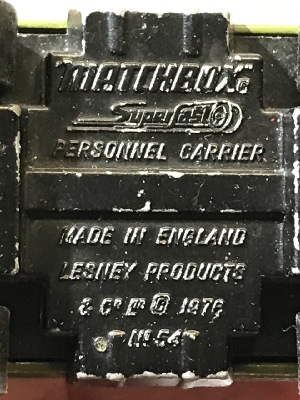 "MATCHBOX"®
Superfast
PERSONNEL CARRIER
MADE IN ENGLAND
LESNEY PRODUCTS
& Cº Lᵀᴰ © 1976
Nº 54